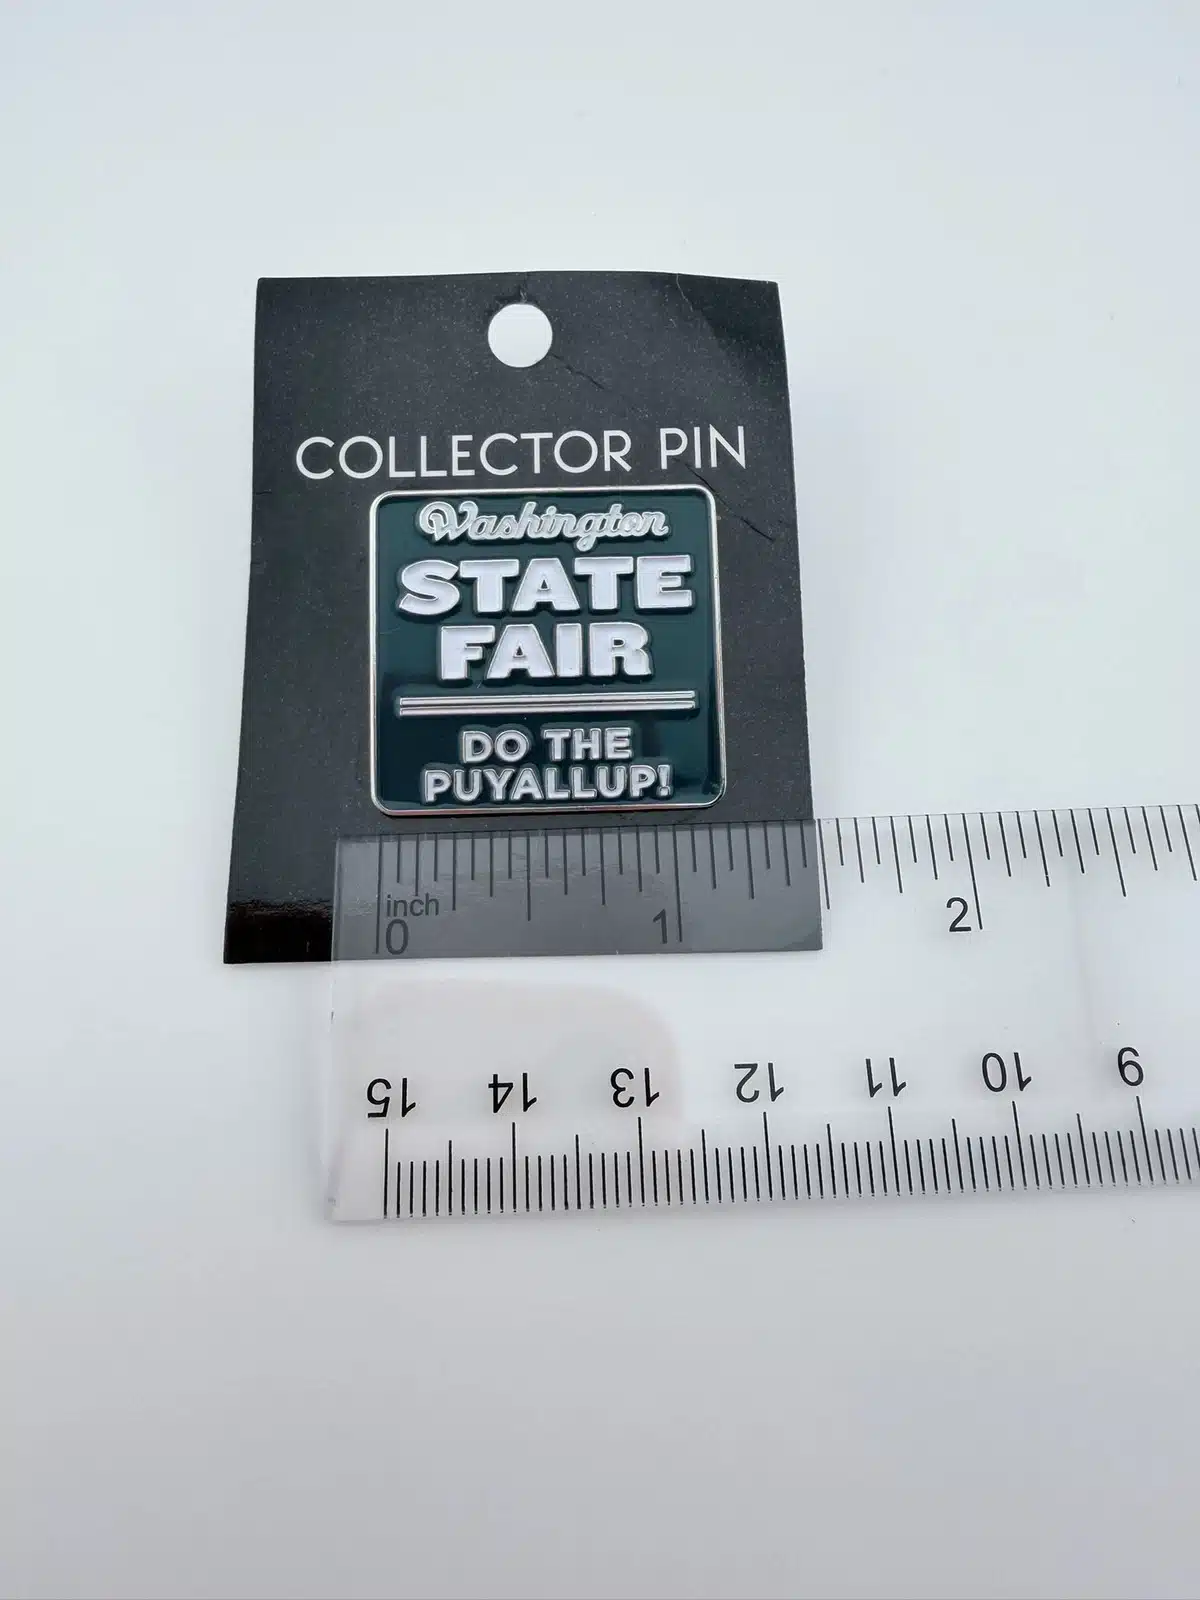 COLLECTOR PIN
Washington
STATE
FAIR
DO THE
PUYALLUP!
inch
0 1 2
15 14 13 12 11 10 9